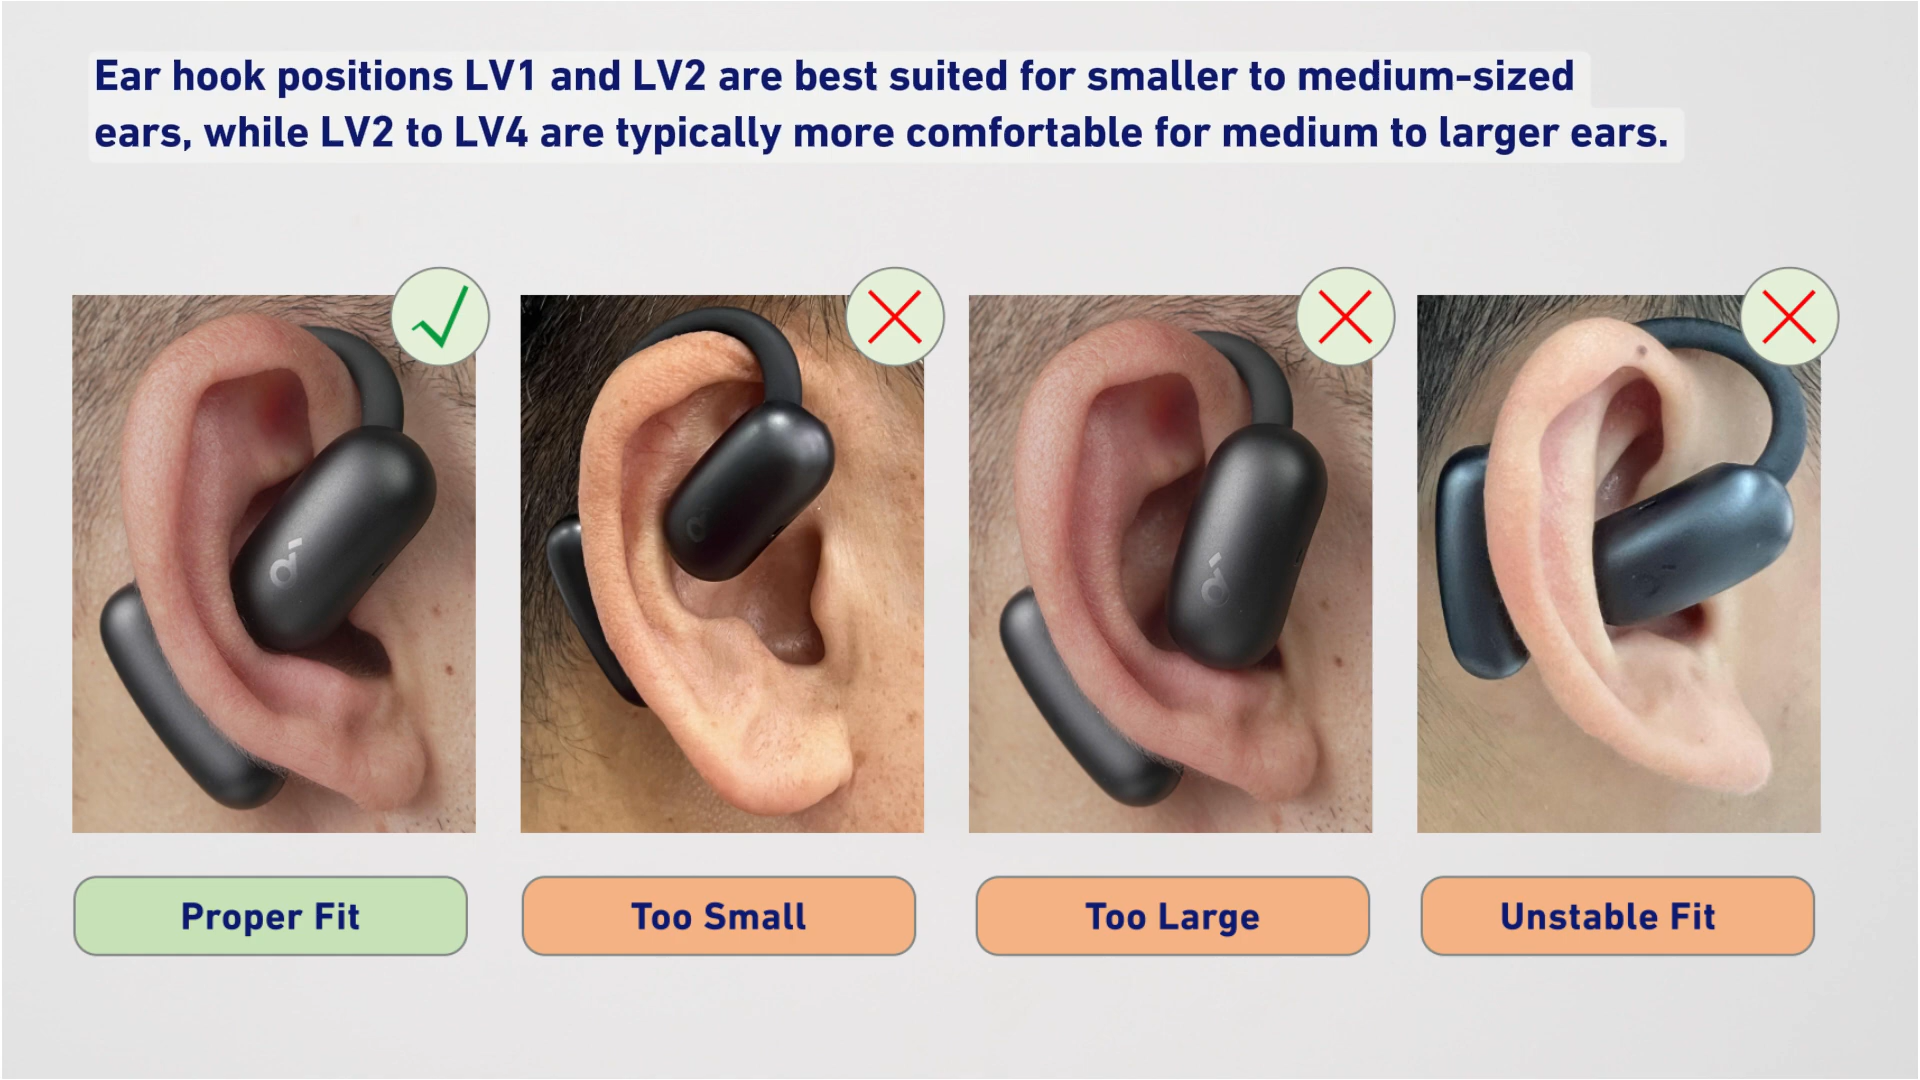 Ear hook positions LV1 and LV2 are best suited for smaller to medium-sized
ears, while LV2 to LV4 are typically more comfortable for medium to larger ears.
Proper Fit
Too Small
Too Large
Unstable Fit